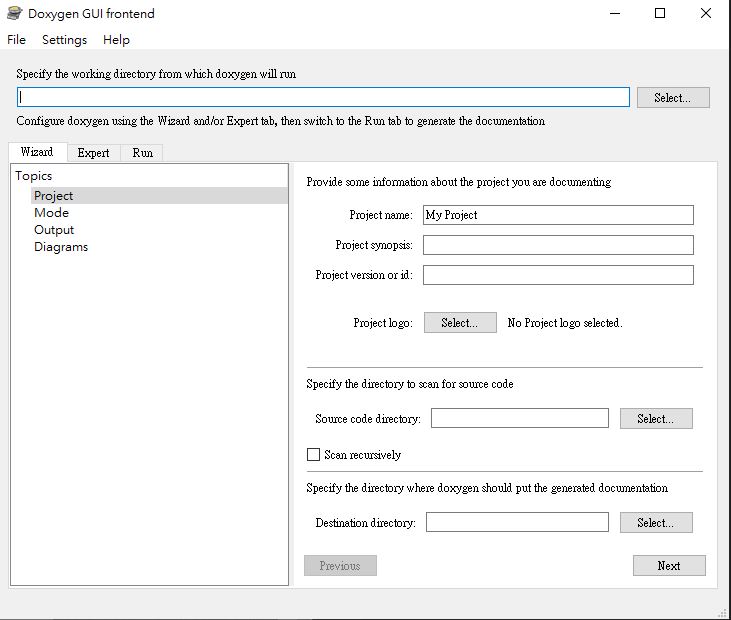 Doxygen GUI frontend
File Settings Help
Specify the working directory from which doxygen will run
Select...
Configure doxygen using the Wizard and/or Expert tab, then switch to the Run tab to generate the documentation
Wizard Expert Run
Topics
Project
Mode
Output
Diagrams
Provide some information about the project you are documenting
Project name: My Project
Project synopsis:
Project version or id:
Project logo: Select... No Project logo selected.
Specify the directory to scan for source code
Source code directory: Select...
Scan recursively
Specify the directory where doxygen should put the generated documentation
Destination directory: Select...
Previous Next